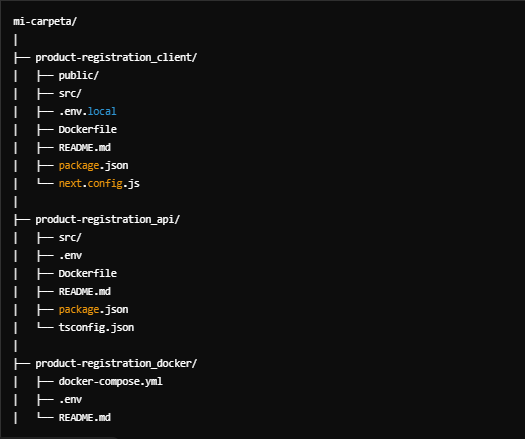 mi-carpeta/
│
├── product-registration_client/
│   ├── public/
│   ├── src/
│   ├── .env.local
│   ├── Dockerfile
│   ├── README.md
│   ├── package.json
│   └── next.config.js
│
├── product-registration_api/
│   ├── src/
│   ├── .env
│   ├── Dockerfile
│   ├── README.md
│   ├── package.json
│   └── tsconfig.json
│
├── product-registration_docker/
│   ├── docker-compose.yml
│   ├── .env
│   └── README.md